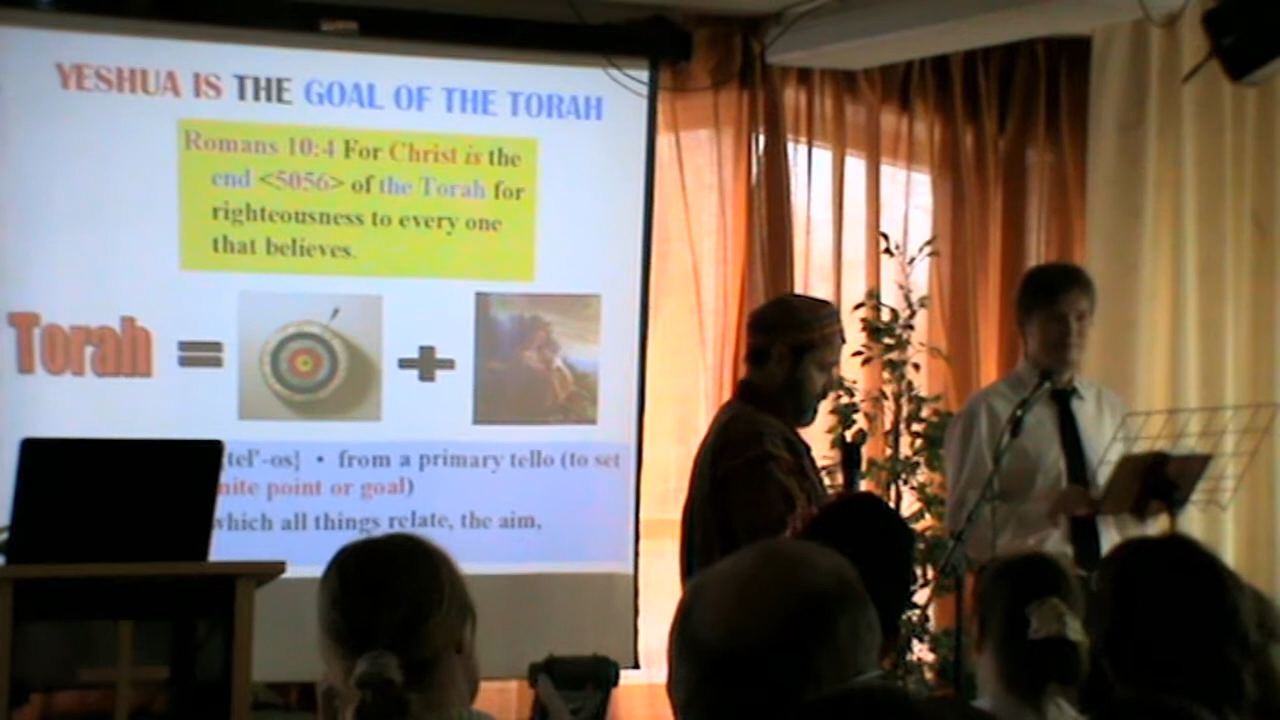 YESHUA IS THE GOAL OF THE TORAH
Romans 10:4 For Christ is the
end <5056> of the Torah for
righteousness to every one
that believes.
Torah = +
{tel'-os} • from a primary tello (to set
nite point or goal)
which all things relate, the aim,